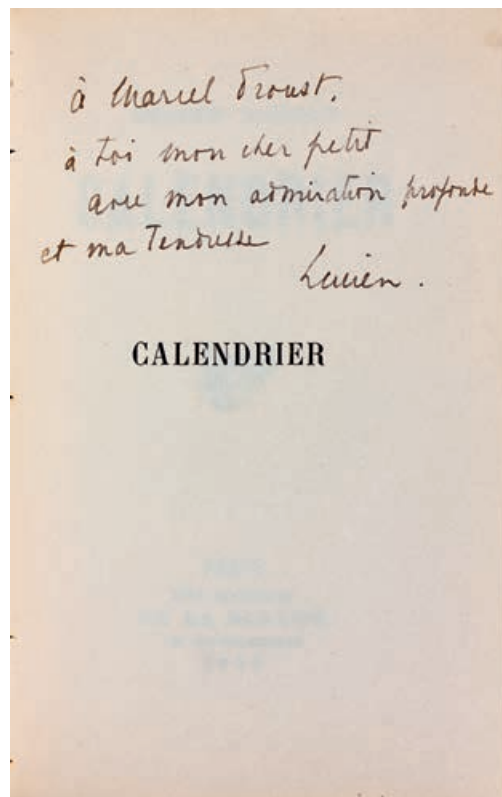 à Marcel Proust.
à toi mon cher petit
avec mon admiration profonde
et ma Tendresse
Lucien.
CALENDRIER